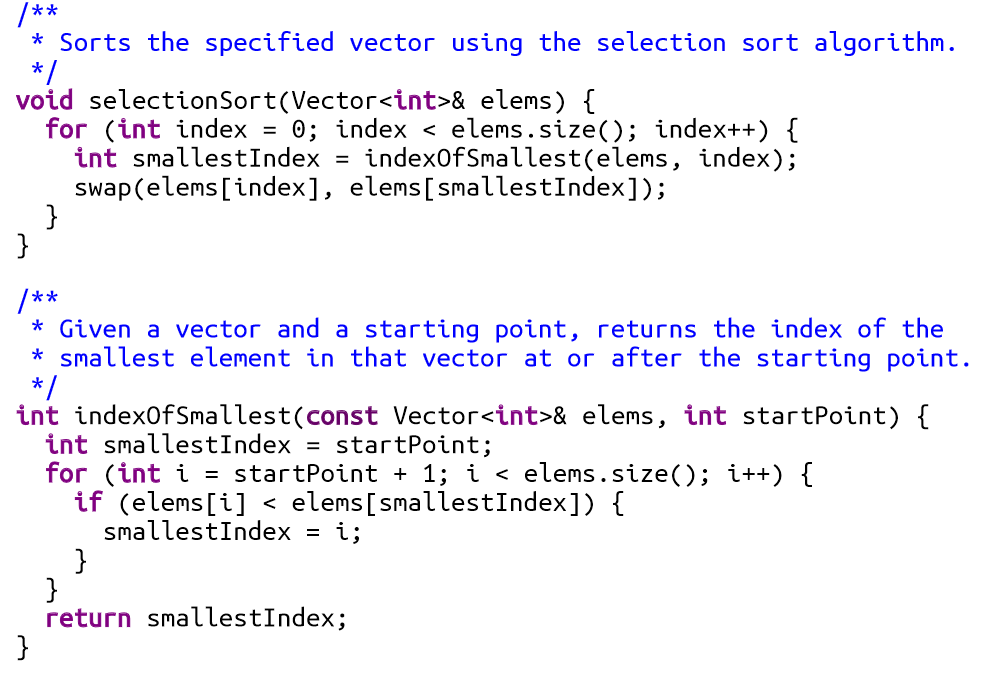 /**
 * Sorts the specified vector using the selection sort algorithm.
 */
void selectionSort(Vector<int>& elems) {
  for (int index = 0; index < elems.size(); index++) {
    int smallestIndex = indexOfSmallest(elems, index);
    swap(elems[index], elems[smallestIndex]);
  }
}

/**
 * Given a vector and a starting point, returns the index of the
 * smallest element in that vector at or after the starting point.
 */
int indexOfSmallest(const Vector<int>& elems, int startPoint) {
  int smallestIndex = startPoint;
  for (int i = startPoint + 1; i < elems.size(); i++) {
    if (elems[i] < elems[smallestIndex]) {
      smallestIndex = i;
    }
  }
  return smallestIndex;
}